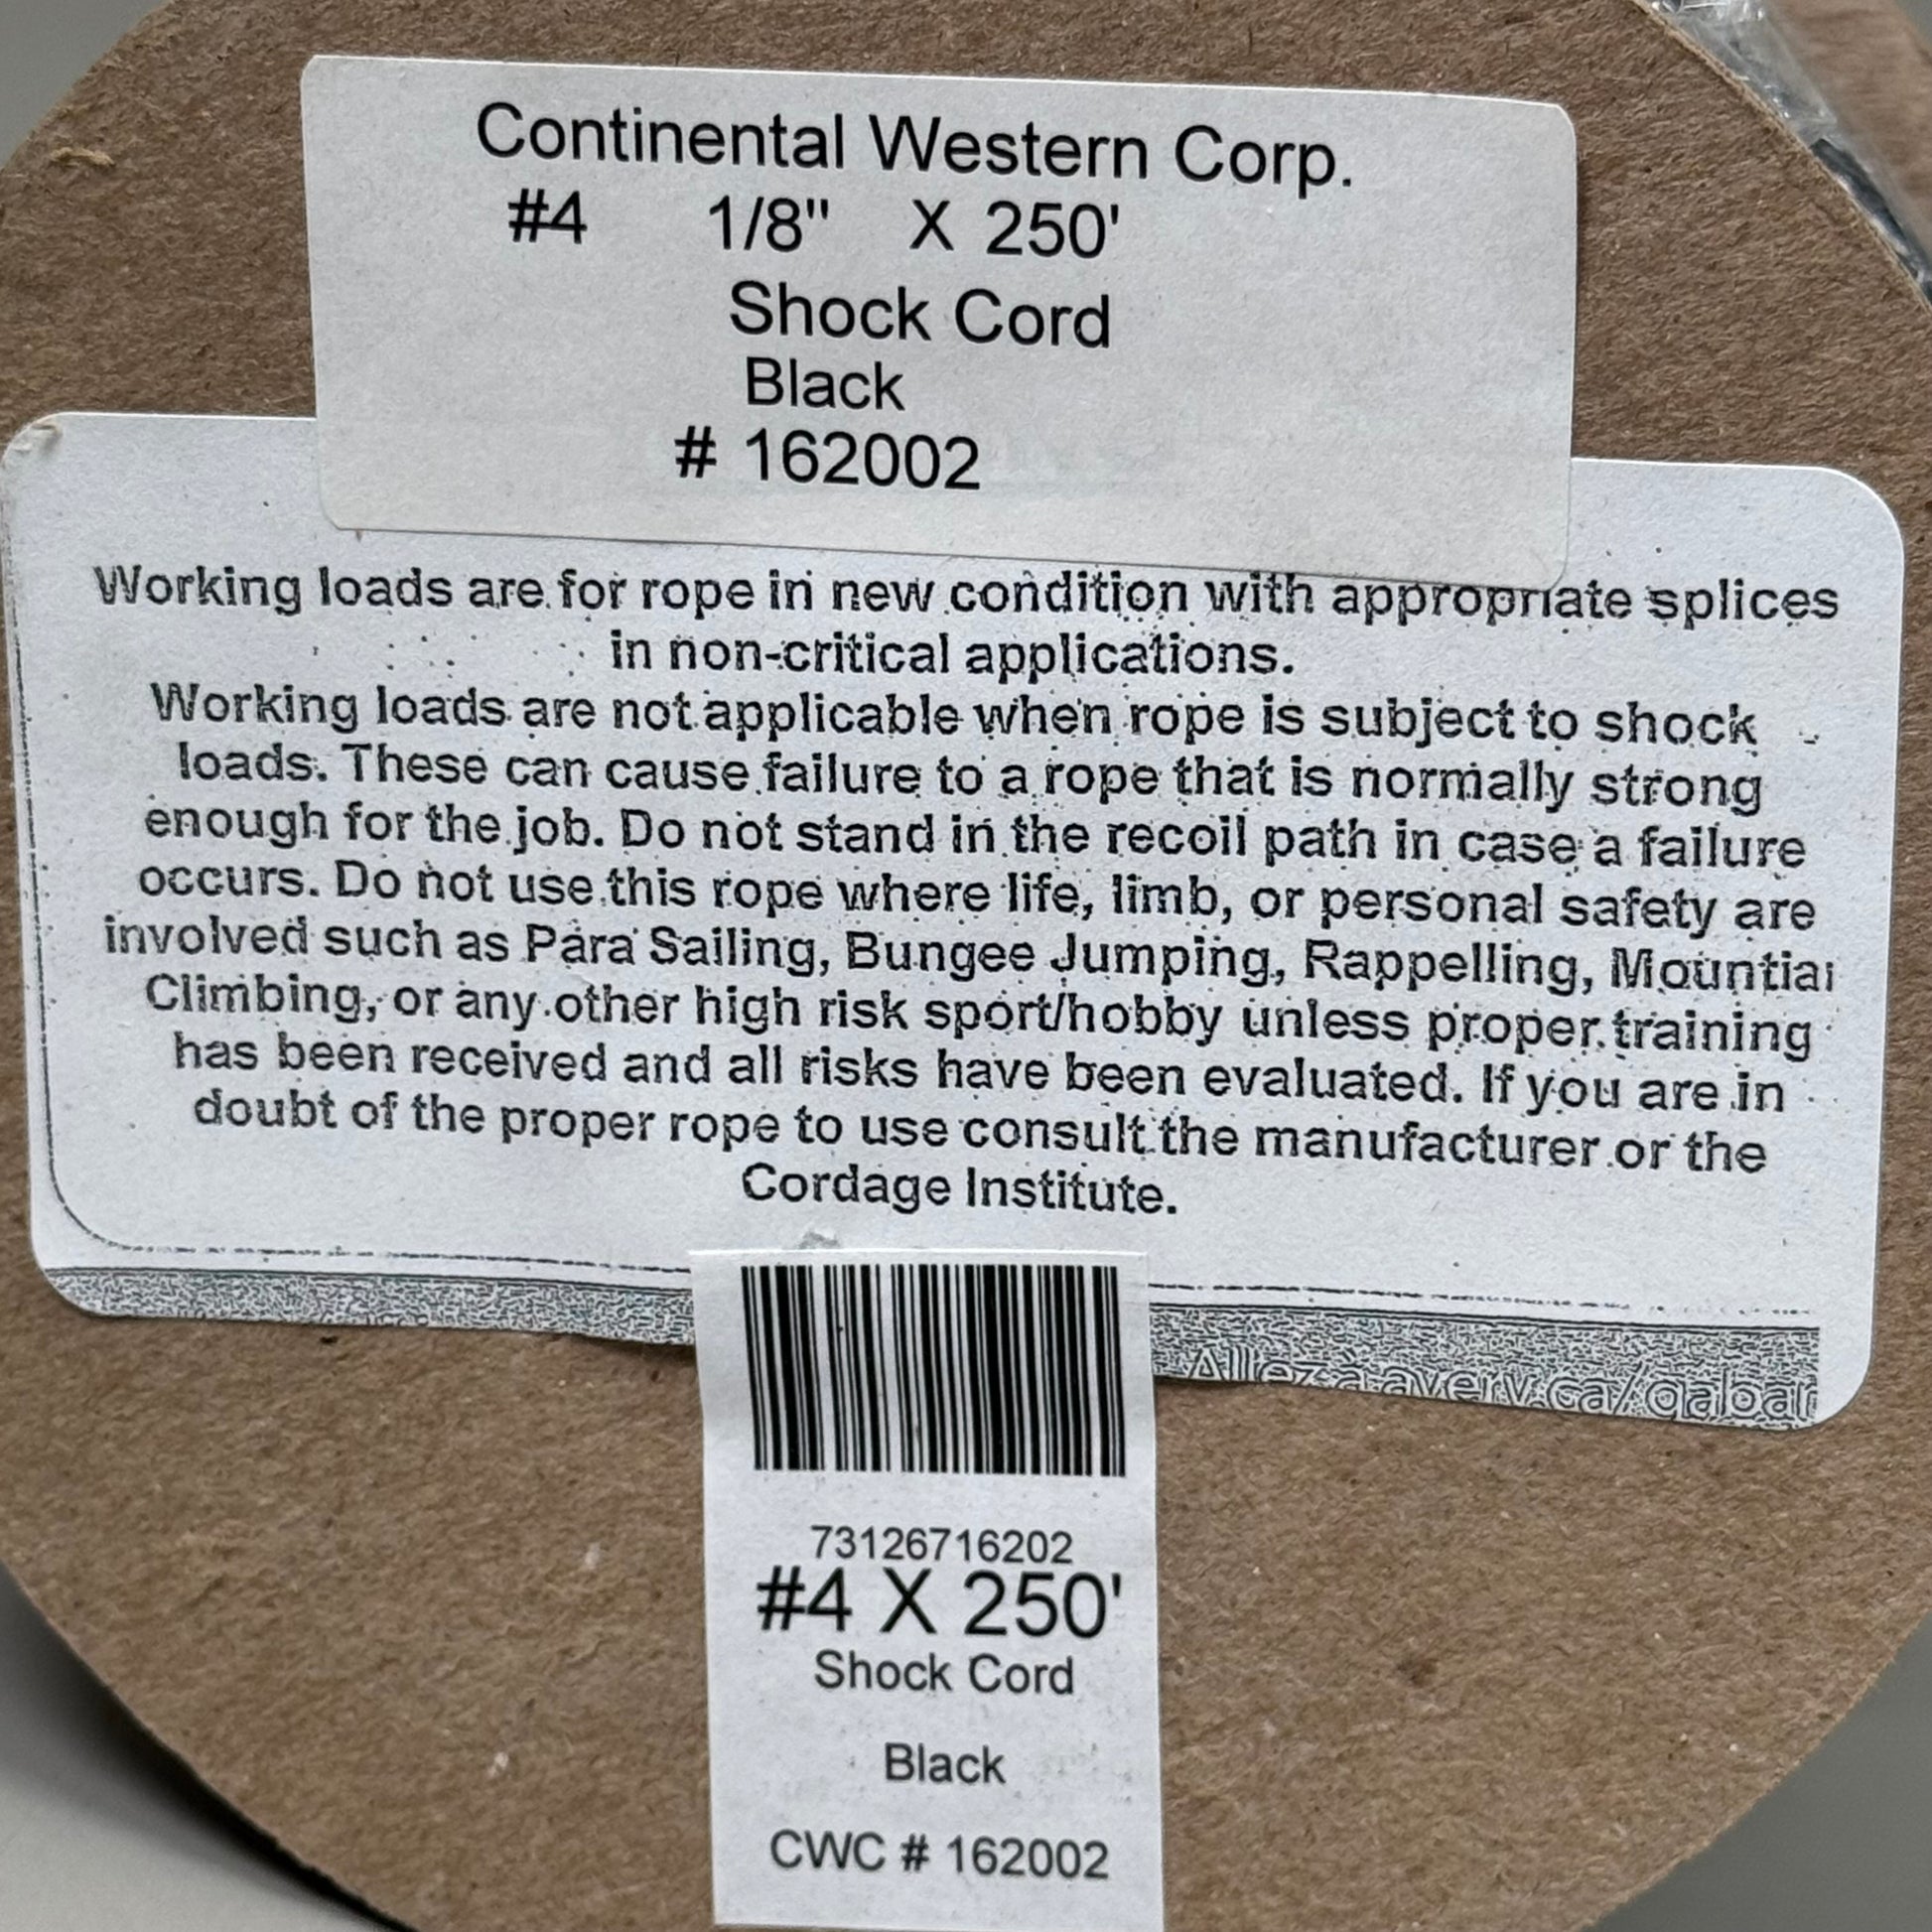 Continental Western Corp.
#4 1/8" X 250'
Shock Cord
Black
# 162002
Working loads are for rope in new condition with appropriate splices
in non-critical applications.
Working loads are not applicable when rope is subject to shock
loads. These can cause failure to a rope that is normally strong
enough for the job. Do not stand in the recoil path in case a failure
occurs. Do not use this rope where life, limb, or personal safety are
involved such as Para Sailing, Bungee Jumping, Rappelling, Mountia
Climbing, or any other high risk sport/hobby unless proper training
has been received and all risks have been evaluated. If you are in
doubt of the proper rope to use consult the manufacturer or the
Cordage Institute.
Allez à avery.ca/gabar
73126716202
#4 X 250'
Shock Cord
Black
CWC # 162002